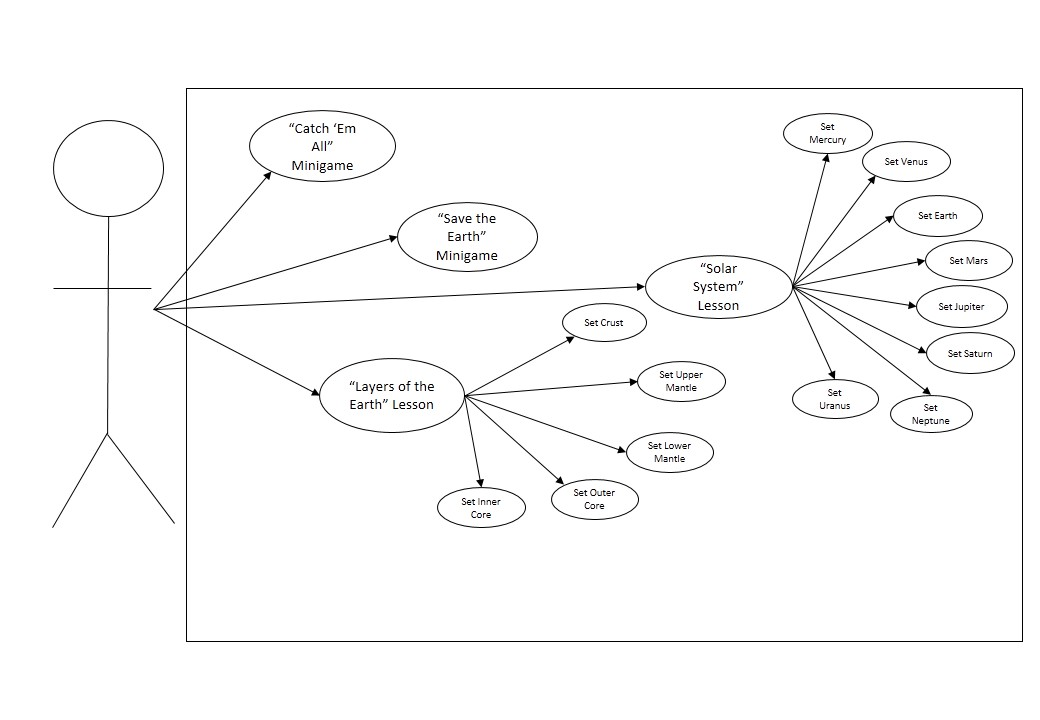 “Catch ‘Em
All”
Minigame
“Save the
Earth”
Minigame
“Solar
System”
Lesson
“Layers of the
Earth” Lesson
Set
Mercury
Set Venus
Set Earth
Set Mars
Set Jupiter
Set Saturn
Set
Neptune
Set
Uranus
Set Crust
Set Upper
Mantle
Set Lower
Mantle
Set Outer
Core
Set Inner
Core